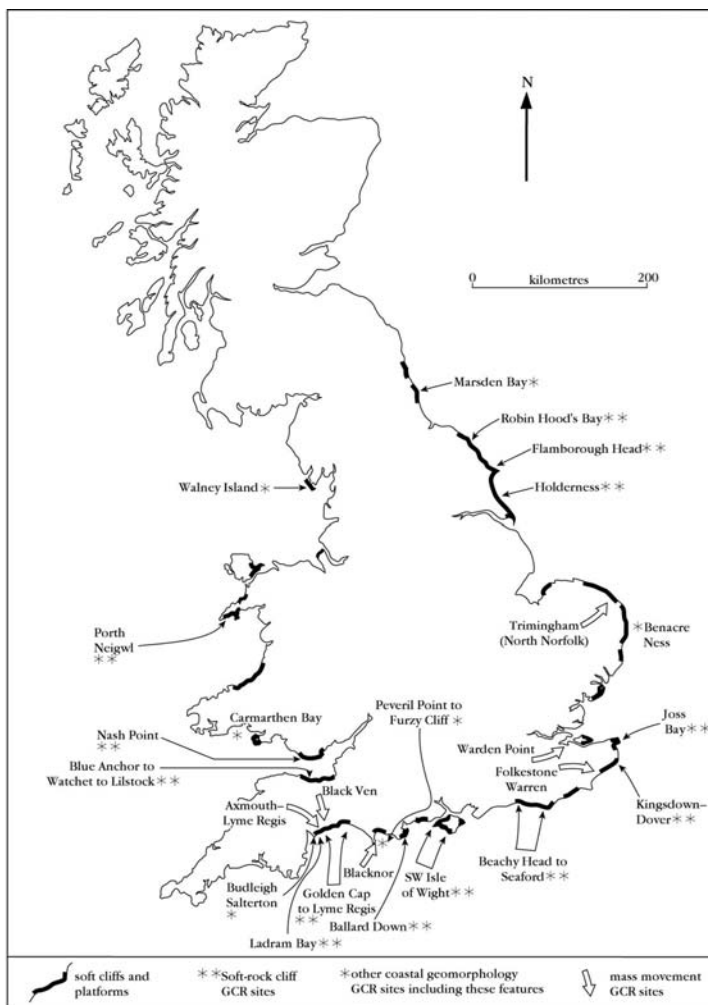 N
0 kilometres 200
Marsden Bay *
Robin Hood's Bay **
Flamborough Head **
Holderness **
Walney Island *
Trimingham
(North Norfolk)
* Benacre
Ness
Porth
Neigwl
**
Carmarthen Bay
*
Peveril Point to
Furzy Cliff *
Joss
Bay **
Nash Point
**
Warden Point
Blue Anchor to
Watchet to Lilstock **
Folkestone
Warren
Black Ven
Axmouth–
Lyme Regis
Kingsdown–
Dover **
Beachy Head to
Seaford **
*
Blacknor
SW Isle
of Wight **
Budleigh
Salterton
*
Golden Cap
to Lyme Regis
**
Ballard Down **
Ladram Bay **
soft cliffs and
platforms
** Soft-rock cliff
GCR sites
* other coastal geomorphology
GCR sites including these features
mass movement
GCR sites